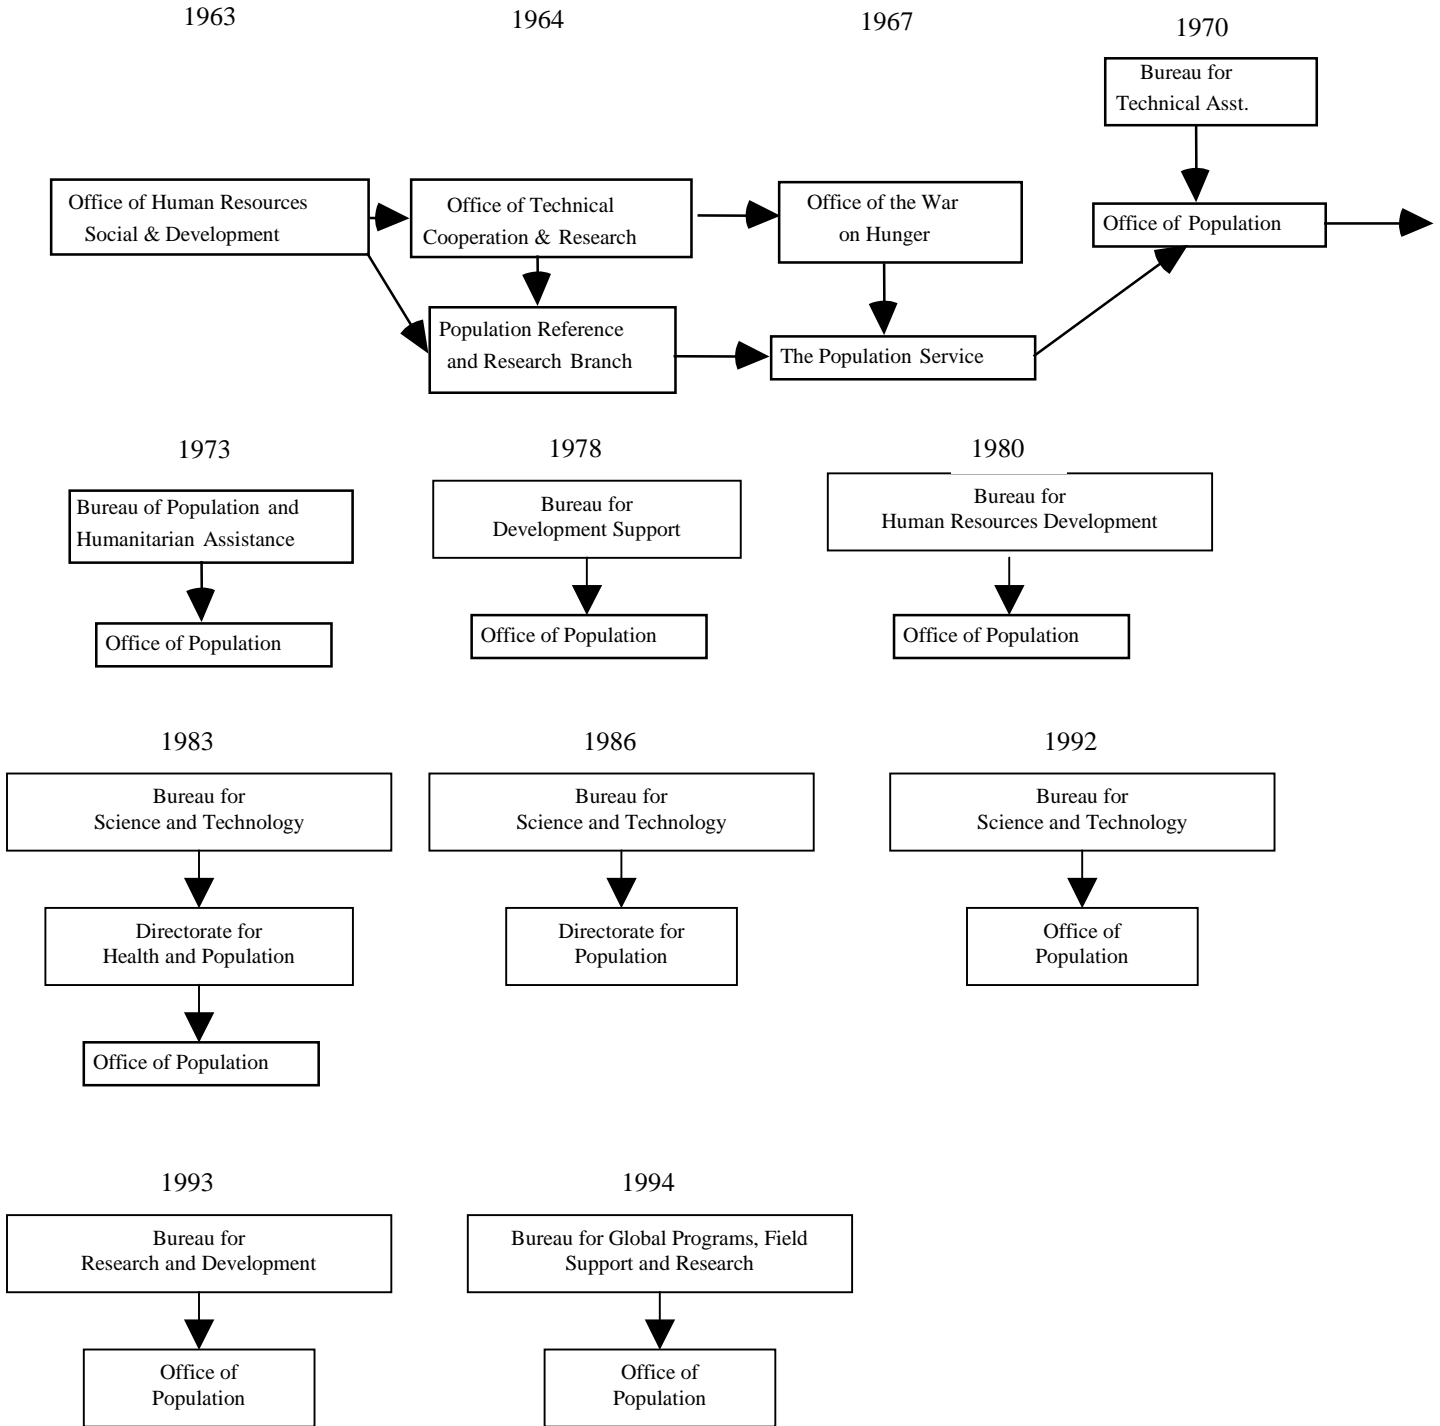 1963
1964
1967
1970
Bureau for
Technical Asst.
Office of Human Resources
Social & Development
Office of Technical
Cooperation & Research
Office of the War
on Hunger
Office of Population
Population Reference
and Research Branch
The Population Service
1973
1978
1980
Bureau of Population and
Humanitarian Assistance
Bureau for
Development Support
Bureau for
Human Resources Development
Office of Population
Office of Population
Office of Population
1983
1986
1992
Bureau for
Science and Technology
Bureau for
Science and Technology
Bureau for
Science and Technology
Directorate for
Health and Population
Directorate for
Population
Office of
Population
Office of Population
1993
1994
Bureau for
Research and Development
Bureau for Global Programs, Field
Support and Research
Office of
Population
Office of
Population